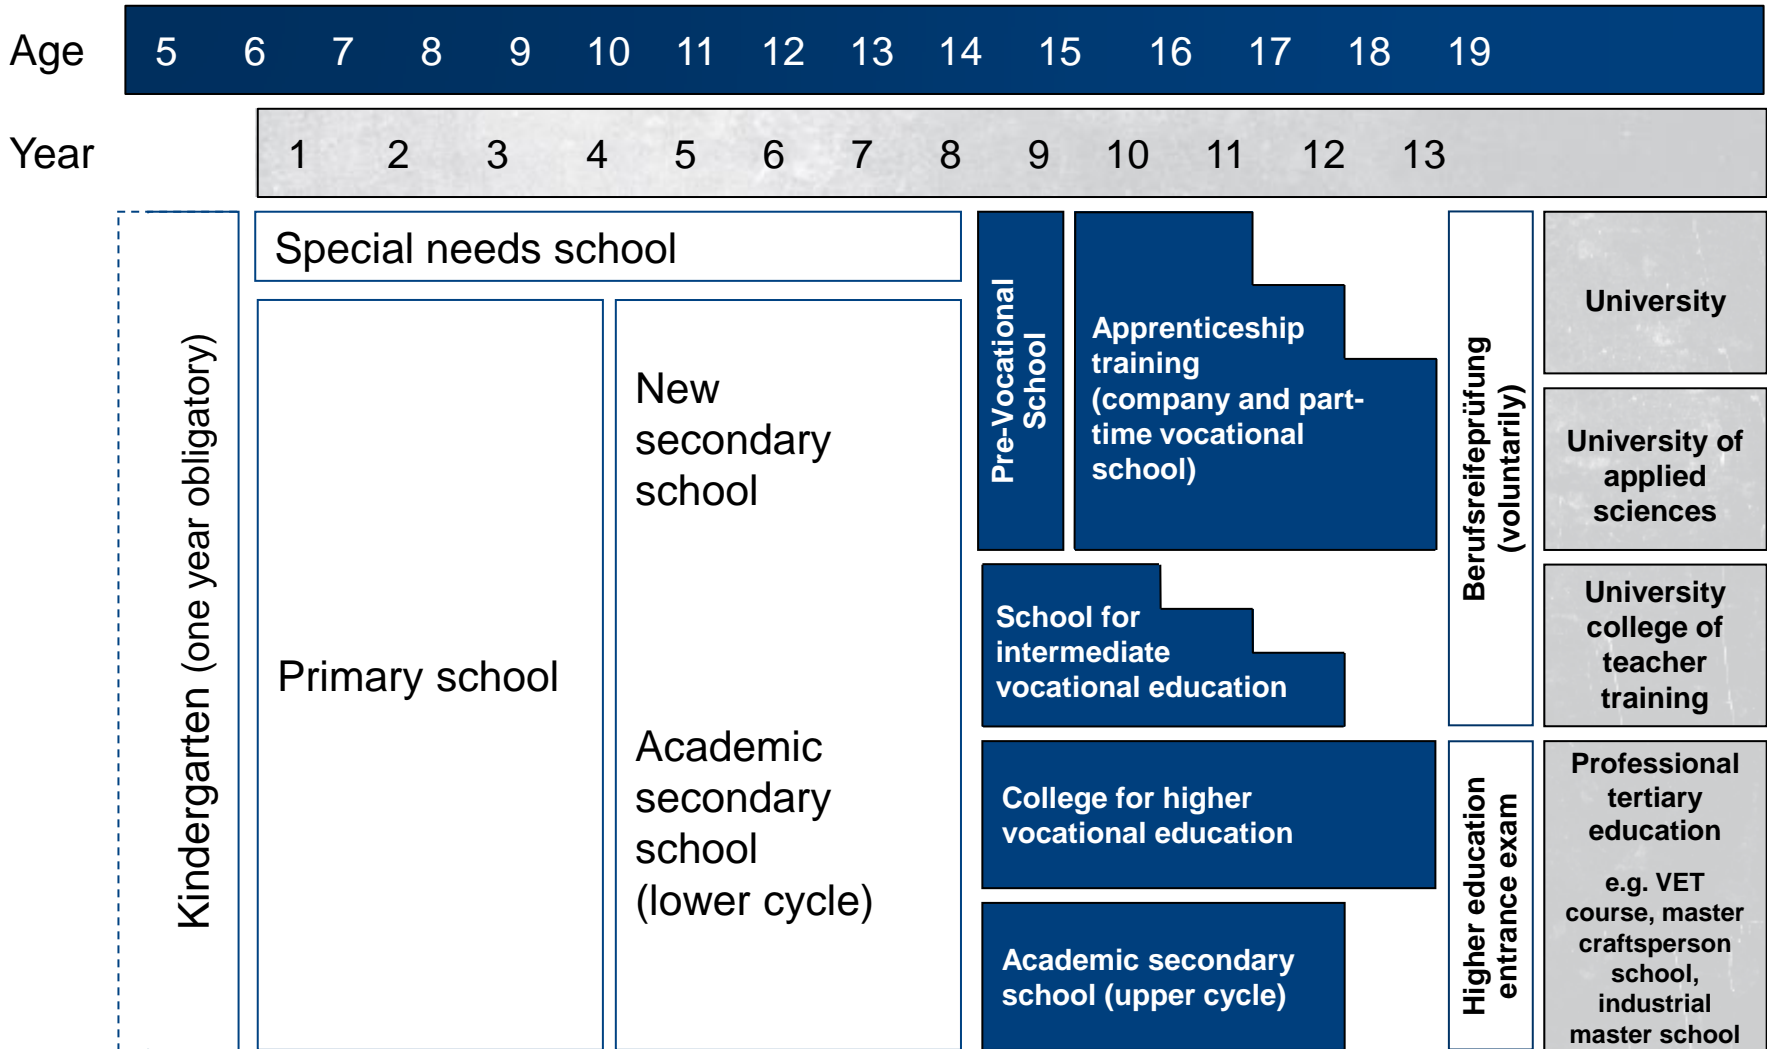 Age 5 6 7 8 9 10 11 12 13 14 15 16 17 18 19
Year 1 2 3 4 5 6 7 8 9 10 11 12 13
Kindergarten (one year obligatory)
Special needs school
Primary school
New
secondary
school
Academic
secondary
school
(lower cycle)
Pre-Vocational
School
Apprenticeship
training
(company and part-
time vocational
school)
School for
intermediate
vocational education
College for higher
vocational education
Academic secondary
school (upper cycle)
Berufsreifeprüfung
(voluntarily)
Higher education
entrance exam
University
University of
applied
sciences
University
college of
teacher
training
Professional
tertiary
education
e.g. VET
course, master
craftsperson
school,
industrial
master school